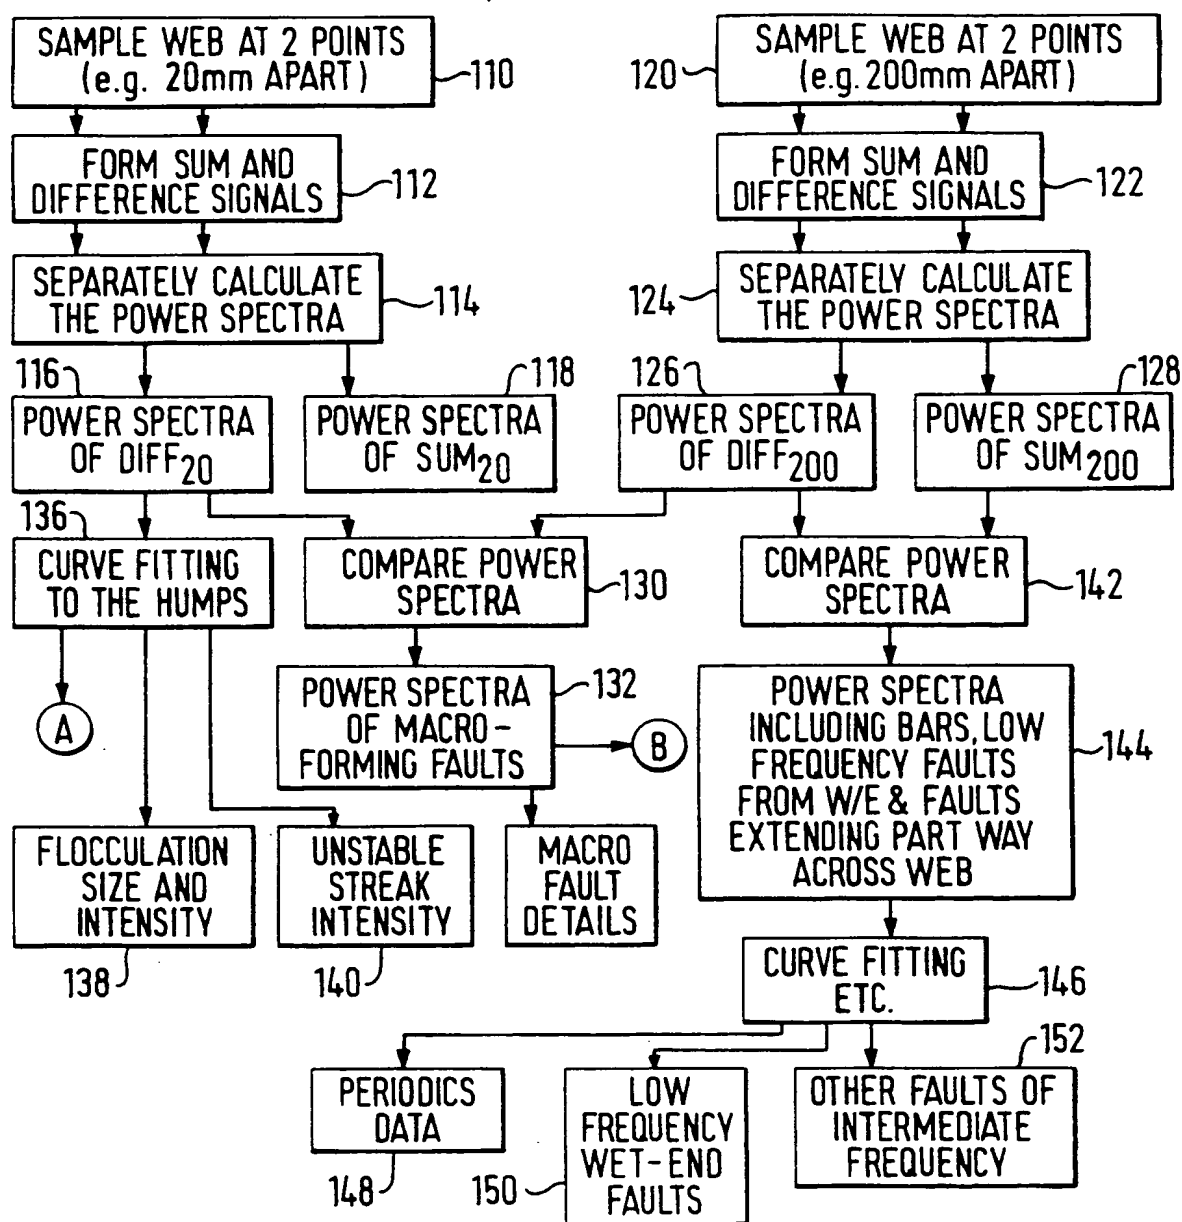 SAMPLE WEB AT 2 POINTS
(e.g. 20mm APART)
110
SAMPLE WEB AT 2 POINTS
(e.g. 200mm APART)
120
FORM SUM AND
DIFFERENCE SIGNALS
112
FORM SUM AND
DIFFERENCE SIGNALS
122
SEPARATELY CALCULATE
THE POWER SPECTRA
114
124
SEPARATELY CALCULATE
THE POWER SPECTRA
116
118
126
128
POWER SPECTRA
OF DIFF20
POWER SPECTRA
OF SUM20
POWER SPECTRA
OF DIFF200
POWER SPECTRA
OF SUM200
136
CURVE FITTING
TO THE HUMPS
COMPARE POWER
SPECTRA
130
COMPARE POWER
SPECTRA
142
A
POWER SPECTRA
OF MACRO-
FORMING FAULTS
132
B
POWER SPECTRA
INCLUDING BARS, LOW
FREQUENCY FAULTS
FROM W/E & FAULTS
EXTENDING PART WAY
ACROSS WEB
144
FLOCCULATION
SIZE AND
INTENSITY
138
UNSTABLE
STREAK
INTENSITY
140
MACRO
FAULT
DETAILS
CURVE FITTING
ETC.
146
152
PERIODICS
DATA
148
LOW
FREQUENCY
WET-END
FAULTS
150
OTHER FAULTS OF
INTERMEDIATE
FREQUENCY